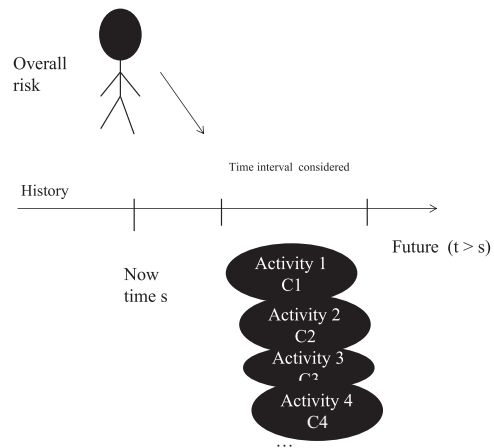 Overall
risk
Time interval considered
History
Future (t > s)
Now
time s
Activity 1
C1
Activity 2
C2
Activity 3
C3
Activity 4
C4
...